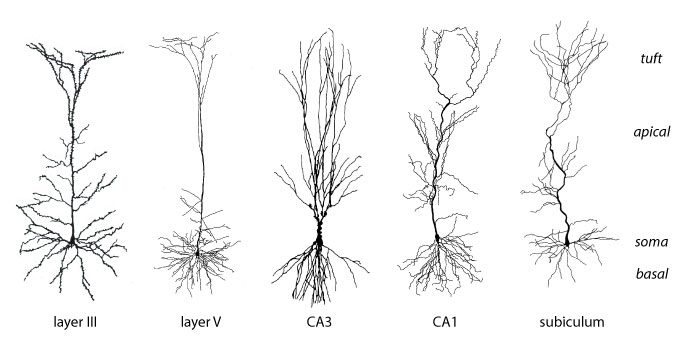 tuft
apical
soma
basal
layer III
layer V
CA3
CA1
subiculum